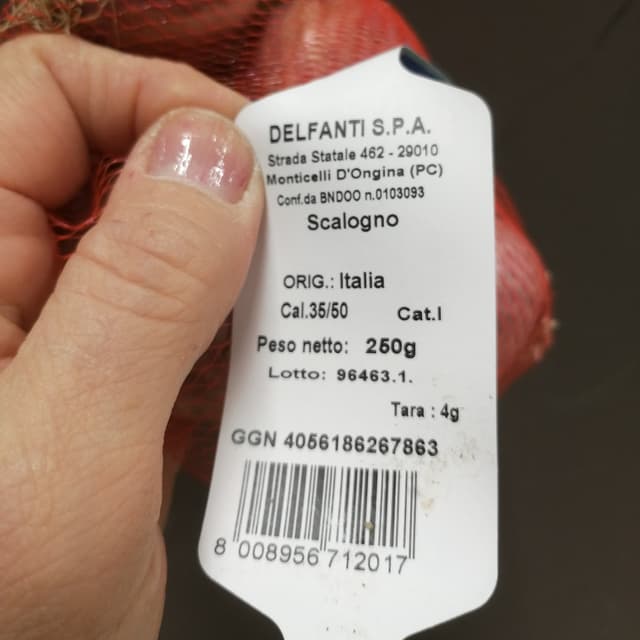 DELFANTI S.P.A.
Strada Statale 462 - 29010
Monticelli D'Ongina (PC)
Conf.da BNDOO n.0103093
Scalogno
ORIG.: Italia
Cal.35/50 Cat.I
Peso netto: 250g
Lotto: 96463.1.
Tara : 4g
GGN 4056186267863
8 008956 712017